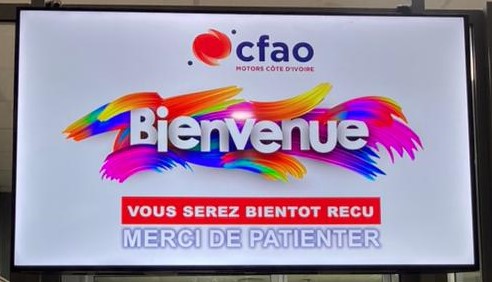 cfao
MOTORS CÔTE D'IVOIRE
Bienvenue
VOUS SEREZ BIENTOT RECU
MERCI DE PATIENTER